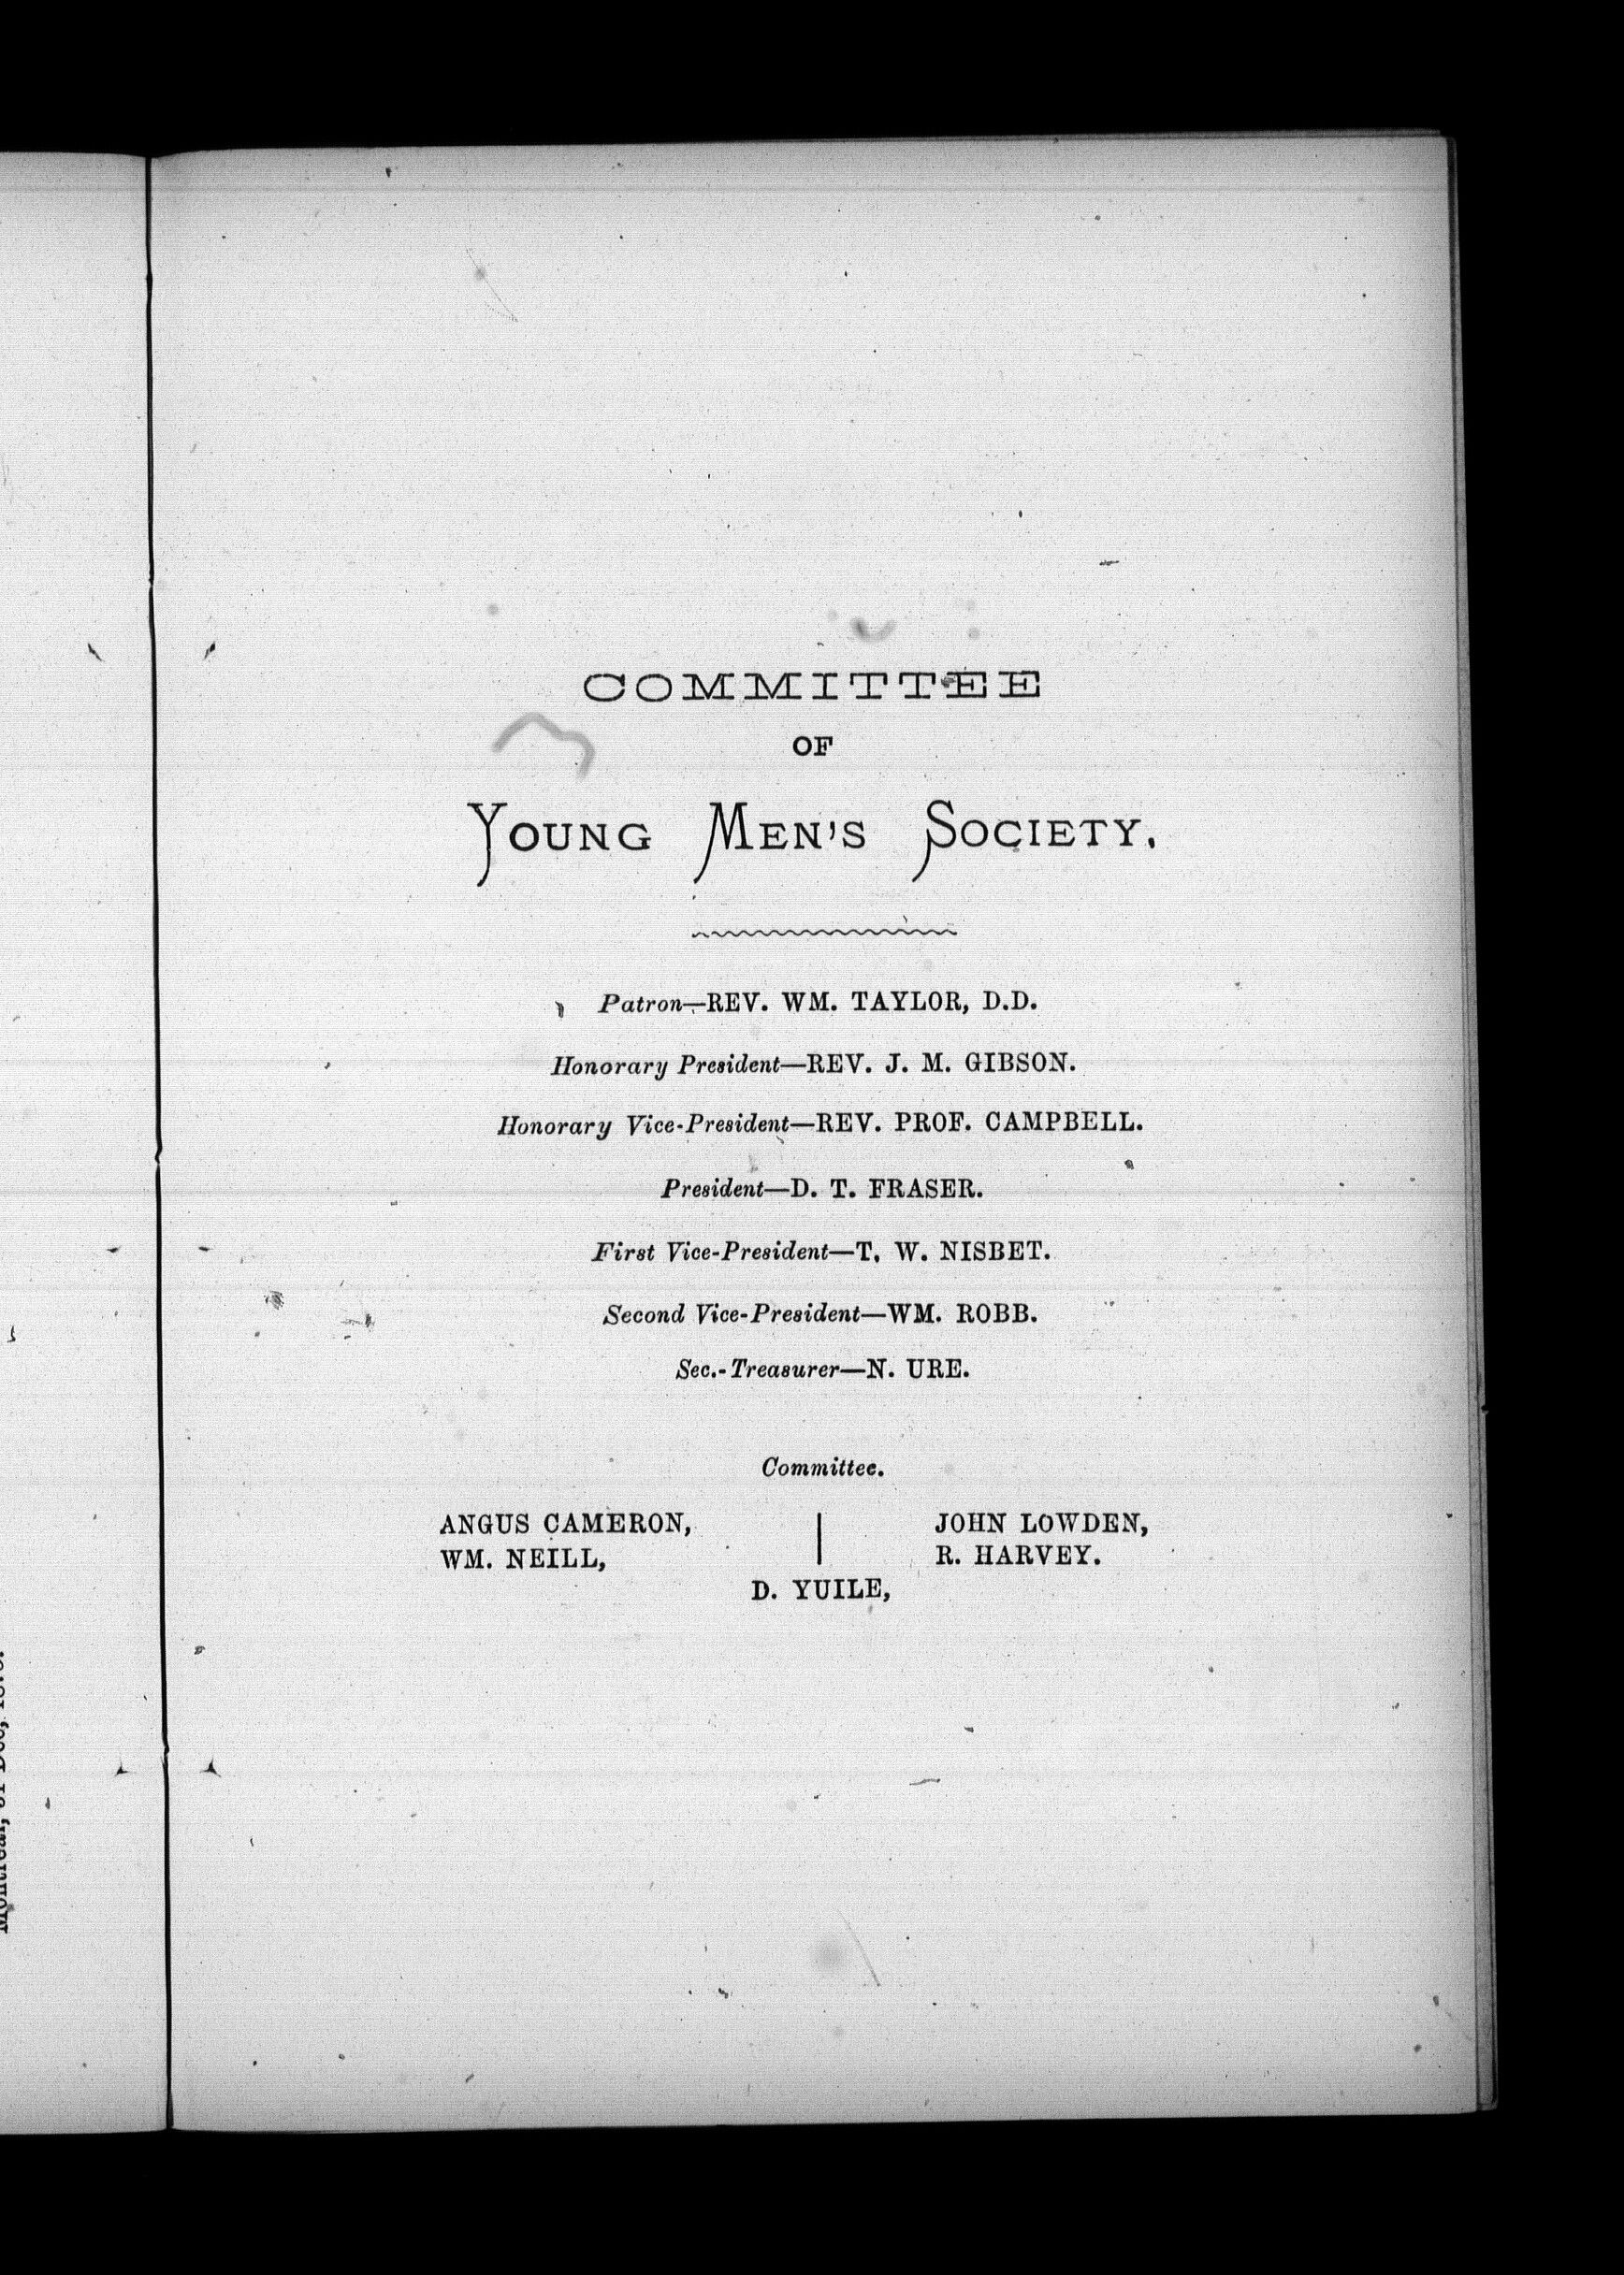 COMMITTEE
OF
YOUNG MEN'S SOCIETY.
Patron—REV. WM. TAYLOR, D.D.
Honorary President—REV. J. M. GIBSON.
Honorary Vice-President—REV. PROF. CAMPBELL.
President—D. T. FRASER.
First Vice-President—T. W. NISBET.
Second Vice-President—WM. ROBB.
Sec.-Treasurer—N. URE.
Committee.
ANGUS CAMERON, | JOHN LOWDEN,
WM. NEILL, | R. HARVEY.
D. YUILE,
Montreal,